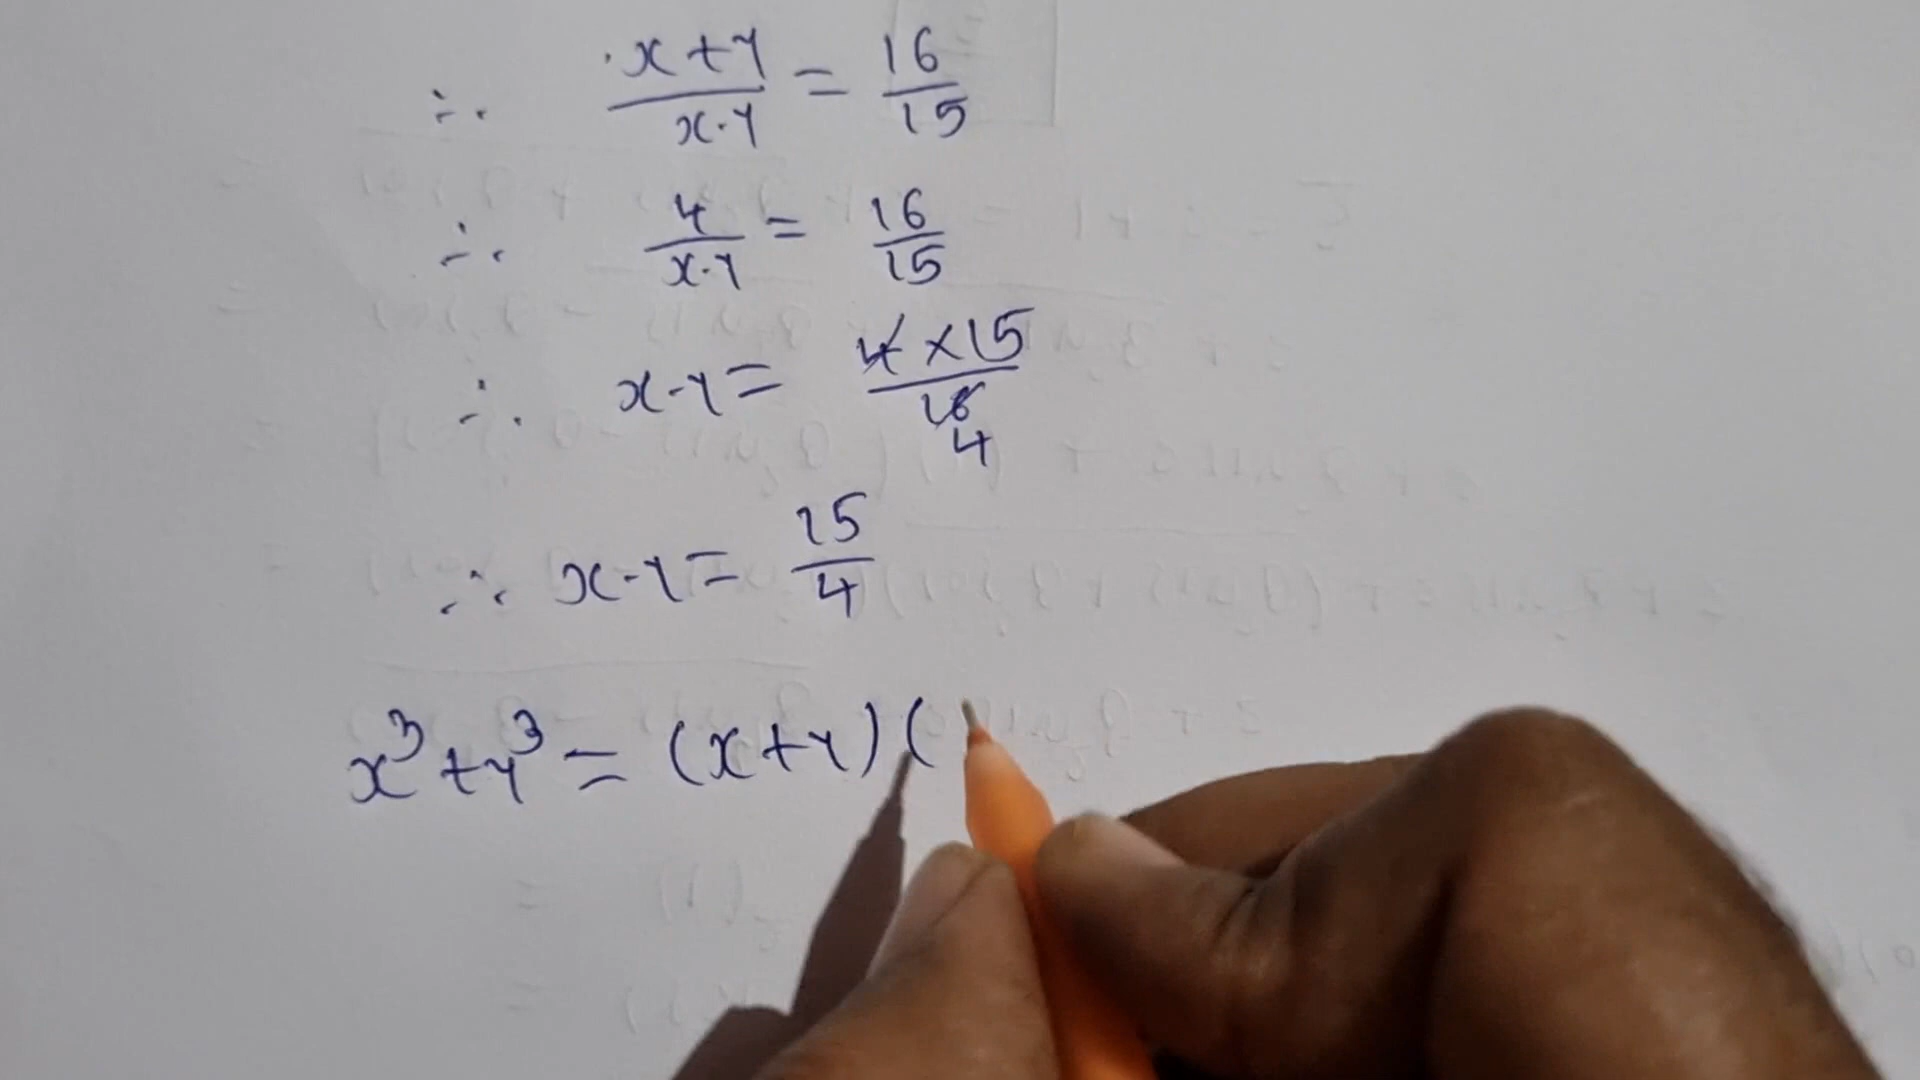 ∴ x+y/x·y = 16/15
∴ 4/x·y = 16/15
∴ x·y = 4×15/16 4
∴ x·y = 15/4
x³+y³ = (x+y)(